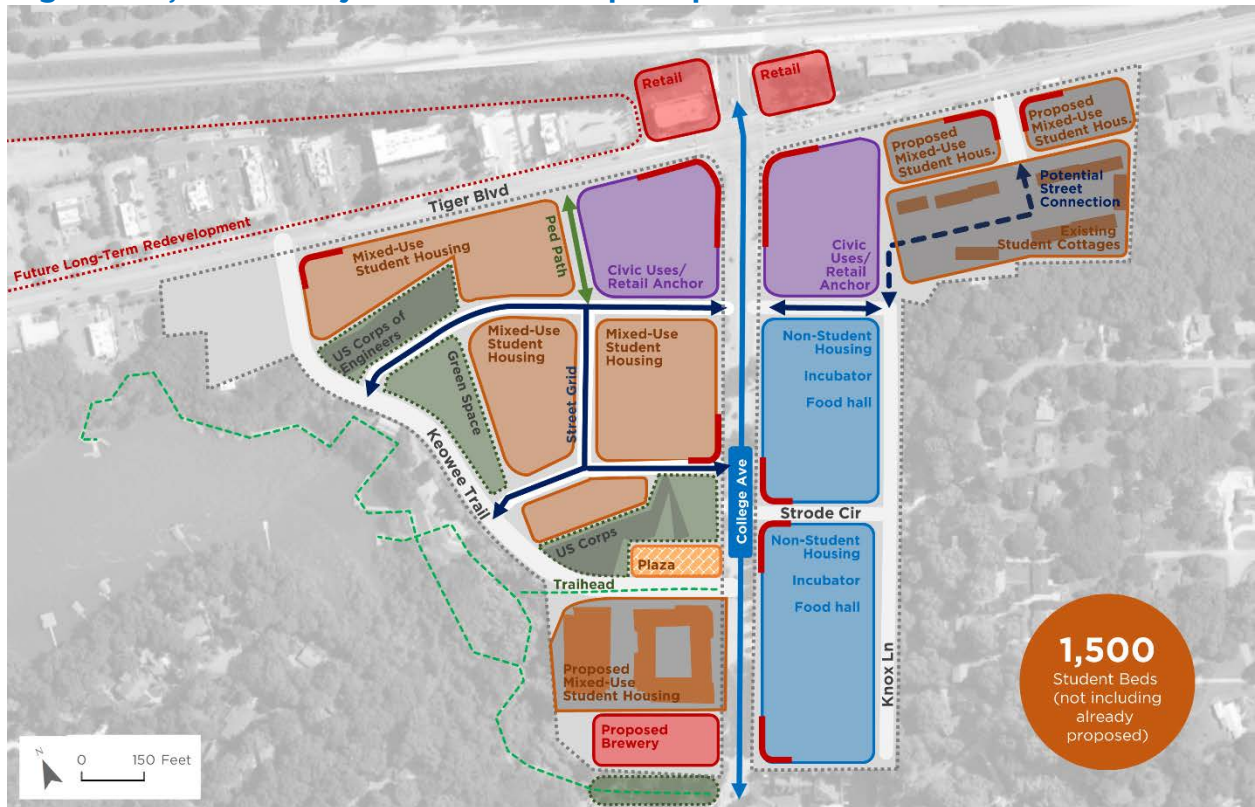 Retail
Retail
Proposed
Mixed-Use
Student Hous.
Proposed
Mixed-Use
Student Hous.
Potential
Street
Connection
Existing
Student Cottages
Tiger Blvd
Future Long-Term Redevelopment
Mixed-Use
Student Housing
Ped Path
Civic Uses/
Retail Anchor
Civic
Uses/
Retail
Anchor
US Corps of
Engineers
Green Space
Mixed-Use
Student
Housing
Street Grid
Mixed-Use
Student
Housing
Non-Student
Housing
Incubator
Food hall
Keowee Trail
College Ave
Strode Cir
US Corps
Plaza
Trailhead
Non-Student
Housing
Incubator
Food hall
Knox Ln
Proposed
Mixed-Use
Student Housing
Proposed
Brewery
1,500
Student Beds
(not including
already
proposed)
N
0 150 Feet